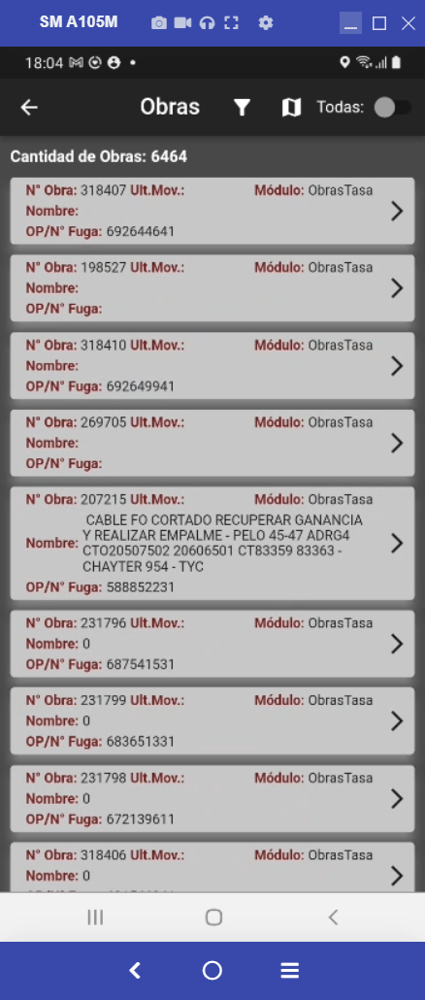 SM A105M
18:04
Obras
Todas:
Cantidad de Obras: 6464
N° Obra: 318407 Ult.Mov.: Módulo: ObrasTasa
Nombre:
OP/N° Fuga: 692644641
N° Obra: 198527 Ult.Mov.: Módulo: ObrasTasa
Nombre:
OP/N° Fuga:
N° Obra: 318410 Ult.Mov.: Módulo: ObrasTasa
Nombre:
OP/N° Fuga: 692649941
N° Obra: 269705 Ult.Mov.: Módulo: ObrasTasa
Nombre:
OP/N° Fuga:
N° Obra: 207215 Ult.Mov.: Módulo: ObrasTasa
Nombre: CABLE FO CORTADO RECUPERAR GANANCIA
Y REALIZAR EMPALME - PELO 45-47 ADRG4
CTO20507502 20606501 CT83359 83363 -
CHAYTER 954 - TYC
OP/N° Fuga: 588852231
N° Obra: 231796 Ult.Mov.: Módulo: ObrasTasa
Nombre: 0
OP/N° Fuga: 687541531
N° Obra: 231799 Ult.Mov.: Módulo: ObrasTasa
Nombre: 0
OP/N° Fuga: 683651331
N° Obra: 231798 Ult.Mov.: Módulo: ObrasTasa
Nombre: 0
OP/N° Fuga: 672139611
N° Obra: 318406 Ult.Mov.: Módulo: ObrasTasa
Nombre: 0